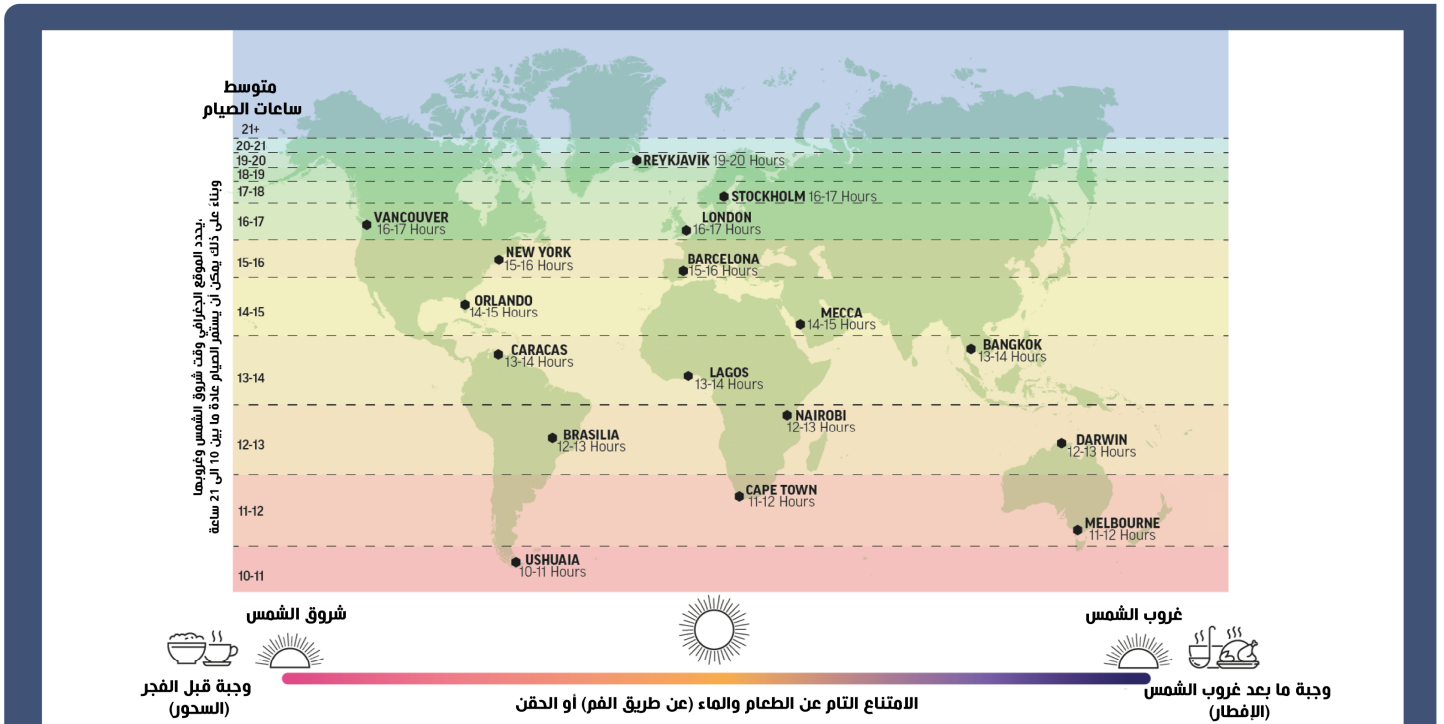 متوسط
ساعات الصيام
21+
20-21
19-20
18-19
17-18
16-17
15-16
14-15
13-14
12-13
11-12
10-11
يحدد الموقع الجغرافي وقت شروق الشمس وغروبها,
وبناء على ذلك يمكن ان يستمر الصيام عادة ما بين 10 الى 21 ساعة
REYKJAVIK 19-20 Hours
STOCKHOLM 16-17 Hours
VANCOUVER
16-17 Hours
LONDON
16-17 Hours
NEW YORK
15-16 Hours
BARCELONA
15-16 Hours
ORLANDO
14-15 Hours
MECCA
14-15 Hours
CARACAS
13-14 Hours
BANGKOK
13-14 Hours
LAGOS
13-14 Hours
NAIROBI
12-13 Hours
BRASILIA
12-13 Hours
DARWIN
12-13 Hours
CAPE TOWN
11-12 Hours
MELBOURNE
11-12 Hours
USHUAIA
10-11 Hours
شروق الشمس
غروب الشمس
وجبة قبل الفجر
(السحور)
الامتناع التام عن الطعام والماء (عن طريق الفم) أو الحقن
وجبة ما بعد غروب الشمس
(الإفطار)